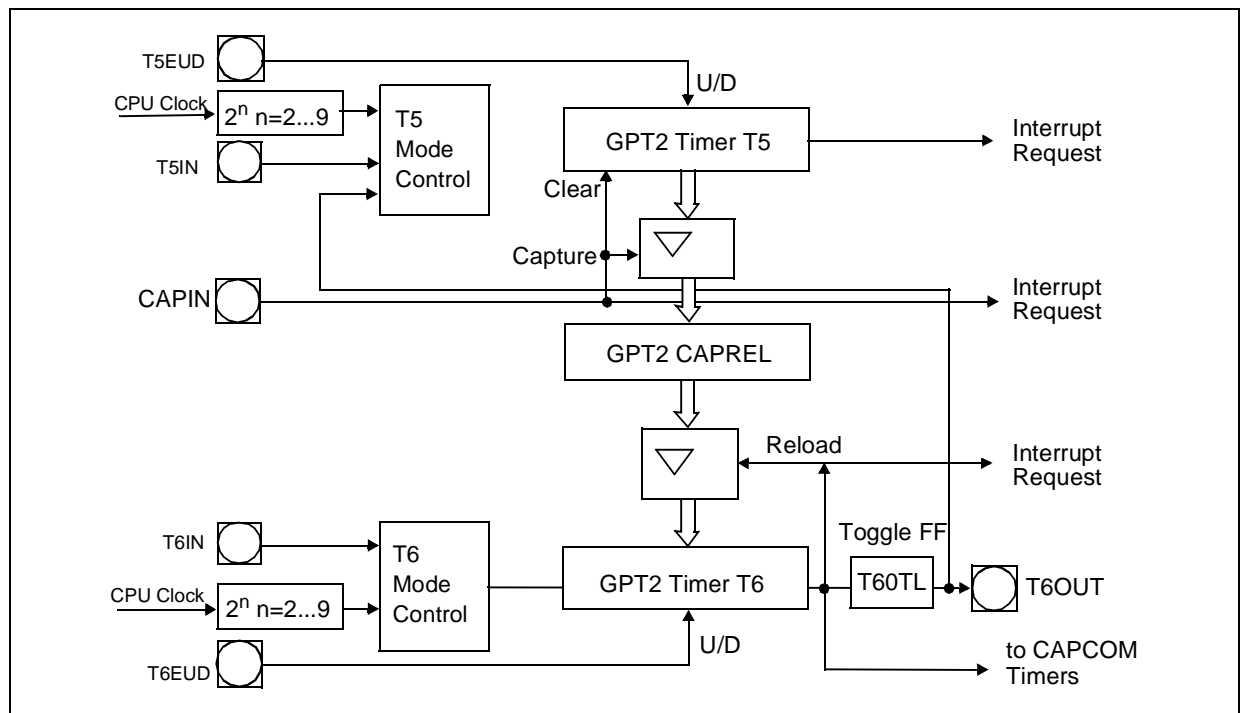 T5EUD
U/D
CPU Clock
2ⁿ n=2...9
T5
Mode
Control
GPT2 Timer T5
Interrupt
Request
T5IN
Clear
Capture
CAPIN
Interrupt
Request
GPT2 CAPREL
Reload
Interrupt
Request
T6IN
T6
Mode
Control
Toggle FF
GPT2 Timer T6
T60TL
T6OUT
CPU Clock
2ⁿ n=2...9
U/D
to CAPCOM
Timers
T6EUD